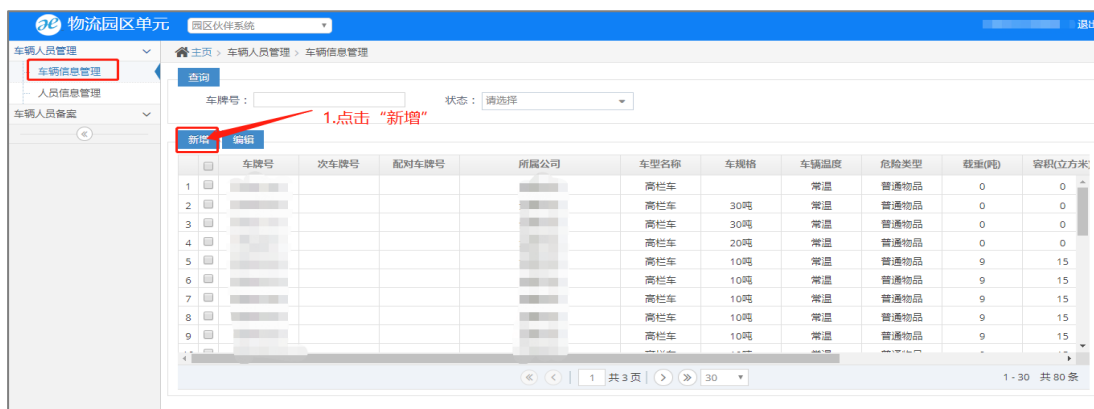 物流园区单元 园区伙伴系统 退出
车辆人员管理 主页 > 车辆人员管理 > 车辆信息管理
车辆信息管理 查询
人员信息管理 车牌号： 状态： 请选择
车辆人员备案
1.点击“新增”
新增 编辑
车牌号 次车牌号 配对车牌号 所属公司 车型名称 车规格 车辆温度 危险类型 载重(吨) 容积(立方米
1 高栏车 常温 普通物品 0 0
2 高栏车 30吨 常温 普通物品 0 0
3 高栏车 30吨 常温 普通物品 0 0
4 高栏车 20吨 常温 普通物品 0 0
5 高栏车 10吨 常温 普通物品 9 15
6 高栏车 10吨 常温 普通物品 9 15
7 高栏车 10吨 常温 普通物品 9 15
8 高栏车 10吨 常温 普通物品 9 15
9 高栏车 10吨 常温 普通物品 9 15
1 共 3 页 30 1 - 30 共 80 条